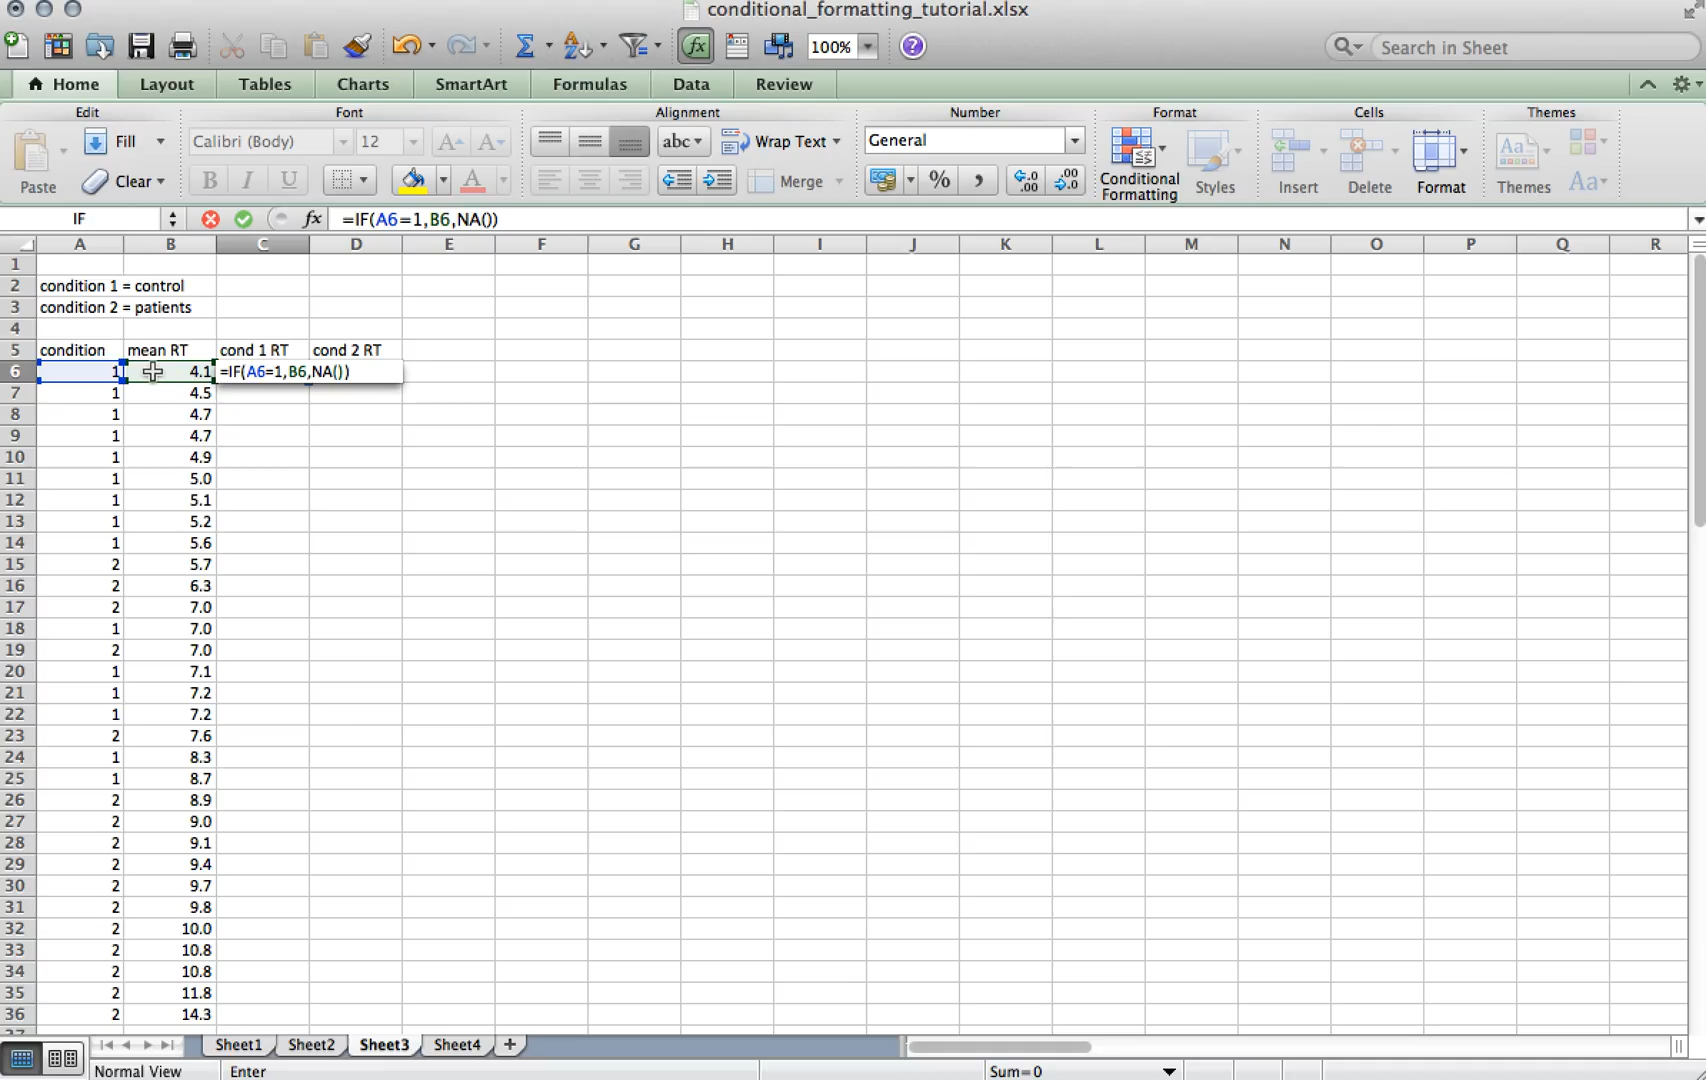 conditional_formatting_tutorial.xlsx
100%
Search in Sheet
Home Layout Tables Charts SmartArt Formulas Data Review
Edit Font Alignment Number Format Cells Themes
Fill Calibri (Body) 12 A A abc Wrap Text General
Paste Clear B I U A Merge % Conditional Formatting Styles Insert Delete Format Themes Aa
IF fx =IF(A6=1,B6,NA())
A B C D E F G H I J K L M N O P Q R
1
2 condition 1 = control
3 condition 2 = patients
4
5 condition mean RT cond 1 RT cond 2 RT
6 1 4.1 =IF(A6=1,B6,NA())
7 1 4.5
8 1 4.7
9 1 4.7
10 1 4.9
11 1 5.0
12 1 5.1
13 1 5.2
14 1 5.6
15 2 5.7
16 2 6.3
17 2 7.0
18 1 7.0
19 2 7.0
20 1 7.1
21 1 7.2
22 1 7.2
23 2 7.6
24 1 8.3
25 1 8.7
26 2 8.9
27 2 9.0
28 2 9.1
29 2 9.4
30 2 9.7
31 2 9.8
32 2 10.0
33 2 10.8
34 2 10.8
35 2 11.8
36 2 14.3
Sheet1 Sheet2 Sheet3 Sheet4 +
Normal View Enter Sum=0